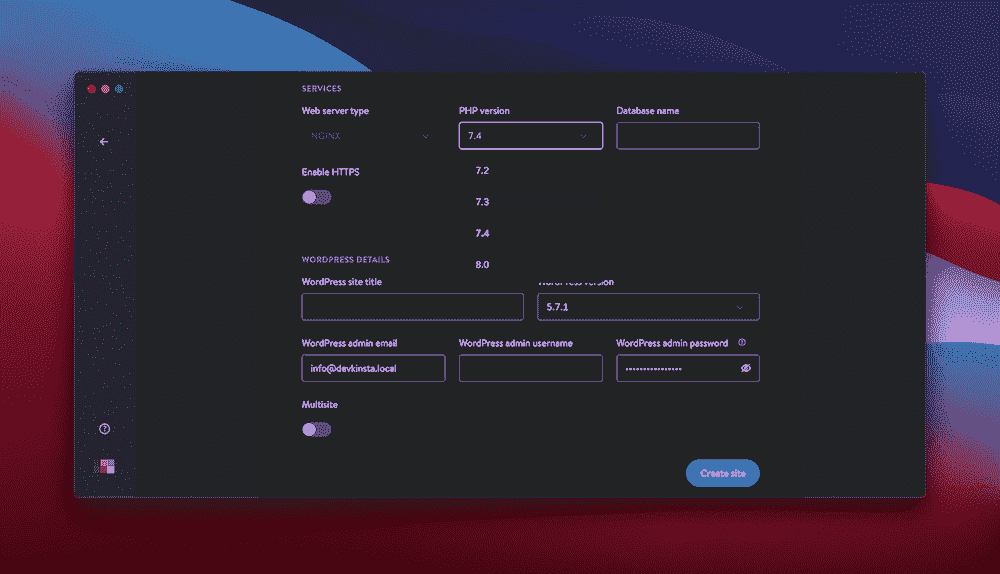 SERVICES
Web server type PHP version Database name
NGINX 7.4
Enable HTTPS 7.2
7.3
7.4
WORDPRESS DETAILS 8.0
WordPress site title WordPress version
5.7.1
WordPress admin email WordPress admin username WordPress admin password
info@devkinsta.local ••••••••••••••••
Multisite
Create site